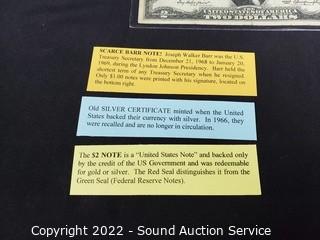 TWO DOLLARS
SCARCE BARR NOTE! Joseph Walker Barr was the U.S.
Treasury Secretary from December 21, 1968 to January 20,
1969, during the Lyndon Johnson Presidency. Barr held the
shortest term of any Treasury Secretary when he resigned.
Only $1.00 notes were printed with his signature, located on
the bottom right.
Old SILVER CERTIFICATE minted when the United
States backed their currency with silver. In 1966, they
were recalled and are no longer in circulation.
The $2 NOTE is a "United States Note" and backed only
by the credit of the US Government and was redeemable
for gold or silver. The Red Seal distinguishes it from the
Green Seal (Federal Reserve Notes).
Copyright 2022 - Sound Auction Service